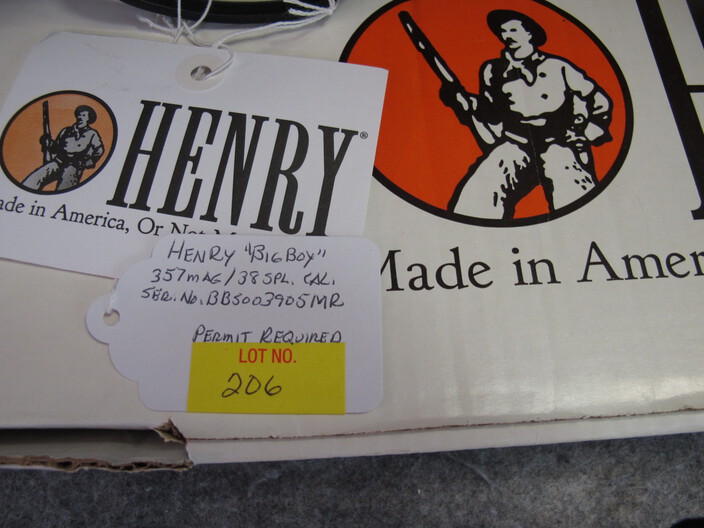 HENRY®
ade in America, Or Not M
HENRY "BIG BOY"
357 MAG/38 SPL. CAL.
SER. No. BBS003905MR
PERMIT REQUIRED
LOT NO.
206
Made in Amer